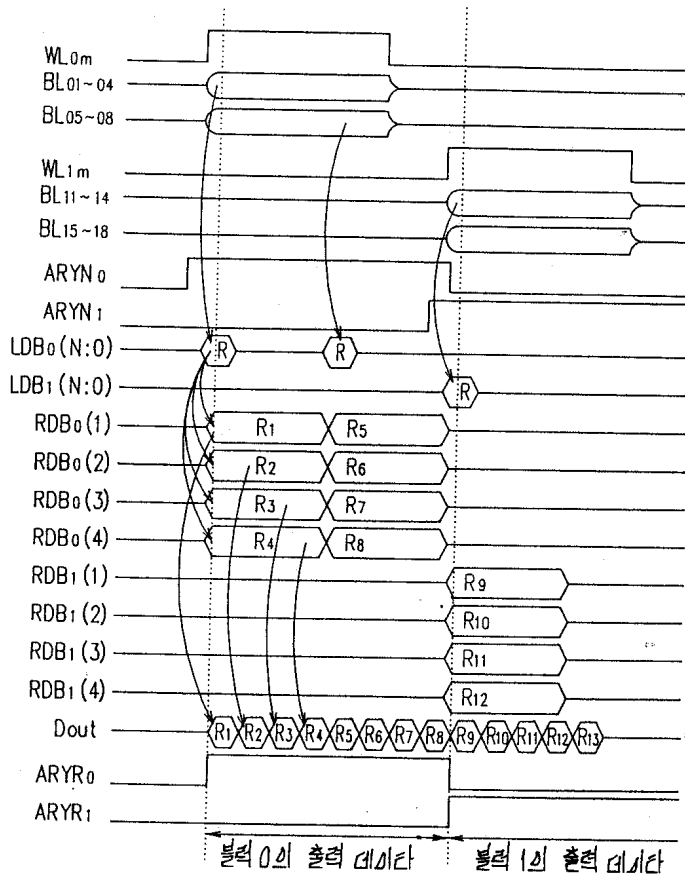 WL0m
BL01~04
BL05~08
WL1m
BL11~14
BL15~18
ARYN0
ARYN1
LDB0(N:0) R R
LDB1(N:0) R
RDB0(1) R1 R5
RDB0(2) R2 R6
RDB0(3) R3 R7
RDB0(4) R4 R8
RDB1(1) R9
RDB1(2) R10
RDB1(3) R11
RDB1(4) R12
Dout R1 R2 R3 R4 R5 R6 R7 R8 R9 R10 R11 R12 R13
ARYR0
ARYR1
블럭 0의 출력 데이타 블럭 1의 출력 데이타